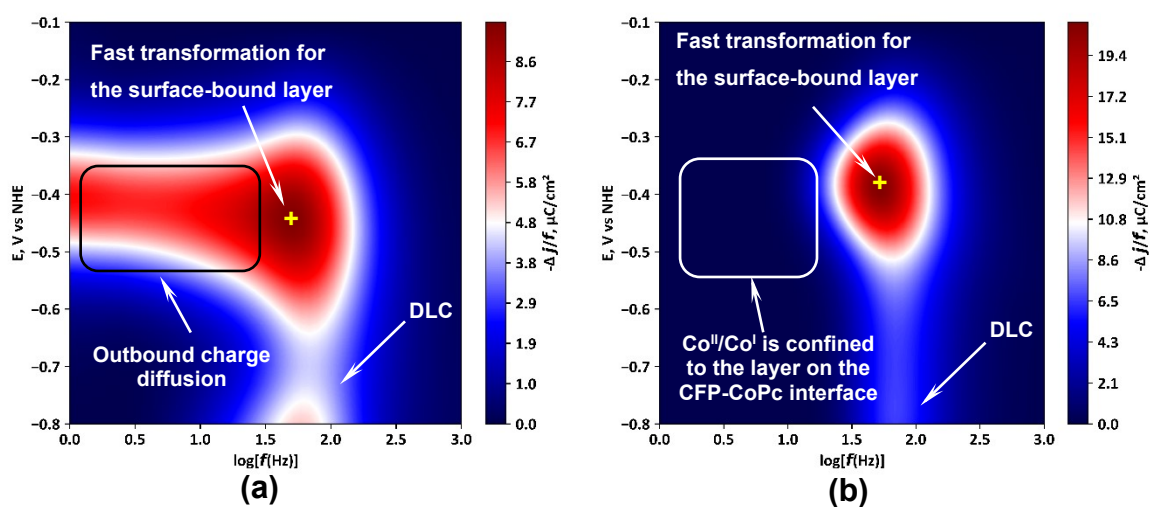 Fast transformation for
the surface-bound layer
Outbound charge
diffusion
DLC
−0.1
−0.2
−0.3
−0.4
−0.5
−0.6
−0.7
−0.8
E, V vs NHE
0.0
0.5
1.0
1.5
2.0
2.5
3.0
log[f(Hz)]
8.6
7.7
6.7
5.8
4.8
3.8
2.9
1.9
1.0
0.0
-Δ j/f, μC/cm²
(a)
Fast transformation for
the surface-bound layer
Coᴵᴵ/Coᴵ is confined
to the layer on the
CFP-CoPc interface
DLC
−0.1
−0.2
−0.3
−0.4
−0.5
−0.6
−0.7
−0.8
E, V vs NHE
0.0
0.5
1.0
1.5
2.0
2.5
3.0
log[f(Hz)]
19.4
17.2
15.1
12.9
10.8
8.6
6.5
4.3
2.1
0.0
-Δ j/f, μC/cm²
(b)